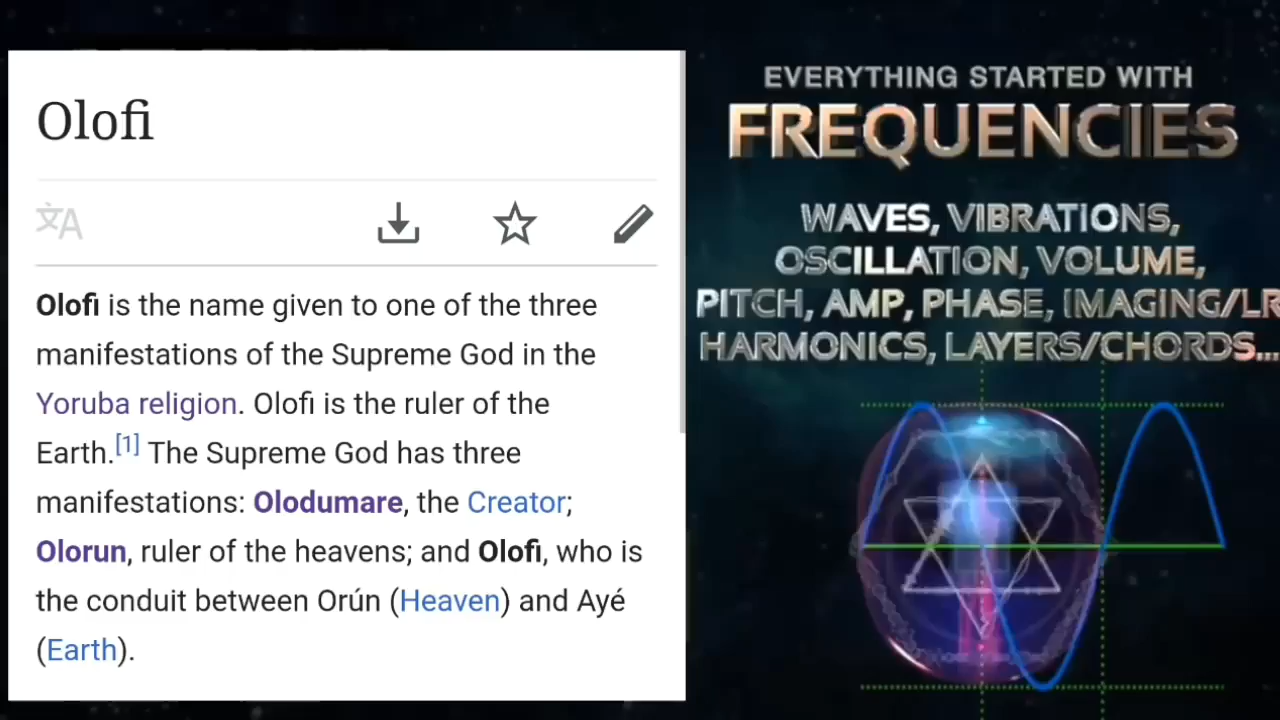 Olofi
文A
Olofi is the name given to one of the three
manifestations of the Supreme God in the
Yoruba religion. Olofi is the ruler of the
Earth.[1] The Supreme God has three
manifestations: Olodumare, the Creator;
Olorun, ruler of the heavens; and Olofi, who is
the conduit between Orún (Heaven) and Ayé
(Earth).
EVERYTHING STARTED WITH
FREQUENCIES
WAVES, VIBRATIONS,
OSCILLATION, VOLUME,
PITCH, AMP, PHASE, IMAGING/LR
HARMONICS, LAYERS/CHORDS...